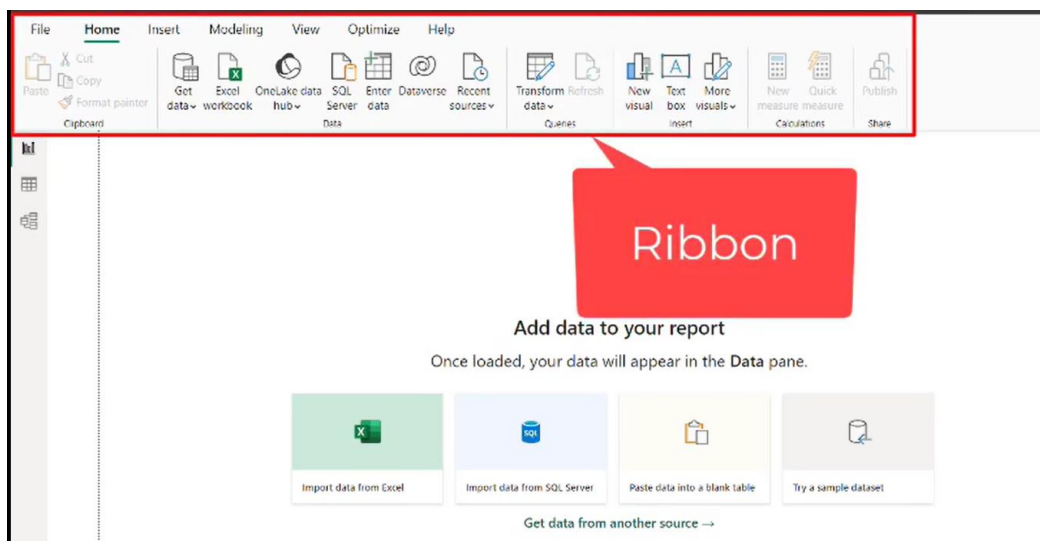 File Home Insert Modeling View Optimize Help
Paste
Cut
Copy
Format painter
Clipboard
Get data
Excel workbook
OneLake data hub
SQL Server
Enter data
Dataverse
Recent sources
Data
Transform data
Refresh
Queries
New visual
Text box
More visuals
Insert
New measure
Quick measure
Calculations
Publish
Share
A
Ribbon
Add data to your report
Once loaded, your data will appear in the Data pane.
SQL
Import data from Excel
Import data from SQL Server
Paste data into a blank table
Try a sample dataset
Get data from another source →